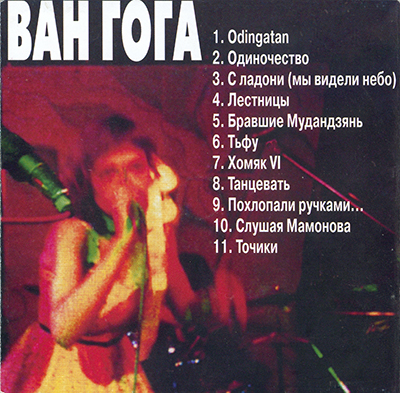 ВАН ГОГА
1. Odingatan
2. Одиночество
3. С ладони (мы видели небо)
4. Лестницы
5. Бравшие Мудандзянь
6. Тьфу
7. Хомяк VI
8. Танцевать
9. Похлопали ручками...
10. Слушая Мамонова
11. Точики